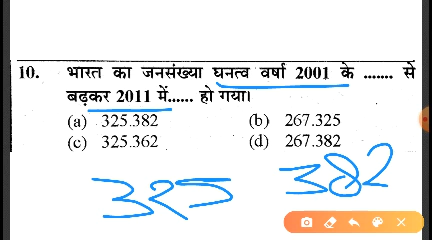 10. भारत का जनसंख्या घनत्व वर्षा 2001 के ....... से
बढ़कर 2011 में...... हो गया।
(a) 325.382 (b) 267.325
(c) 325.362 (d) 267.382
325 382